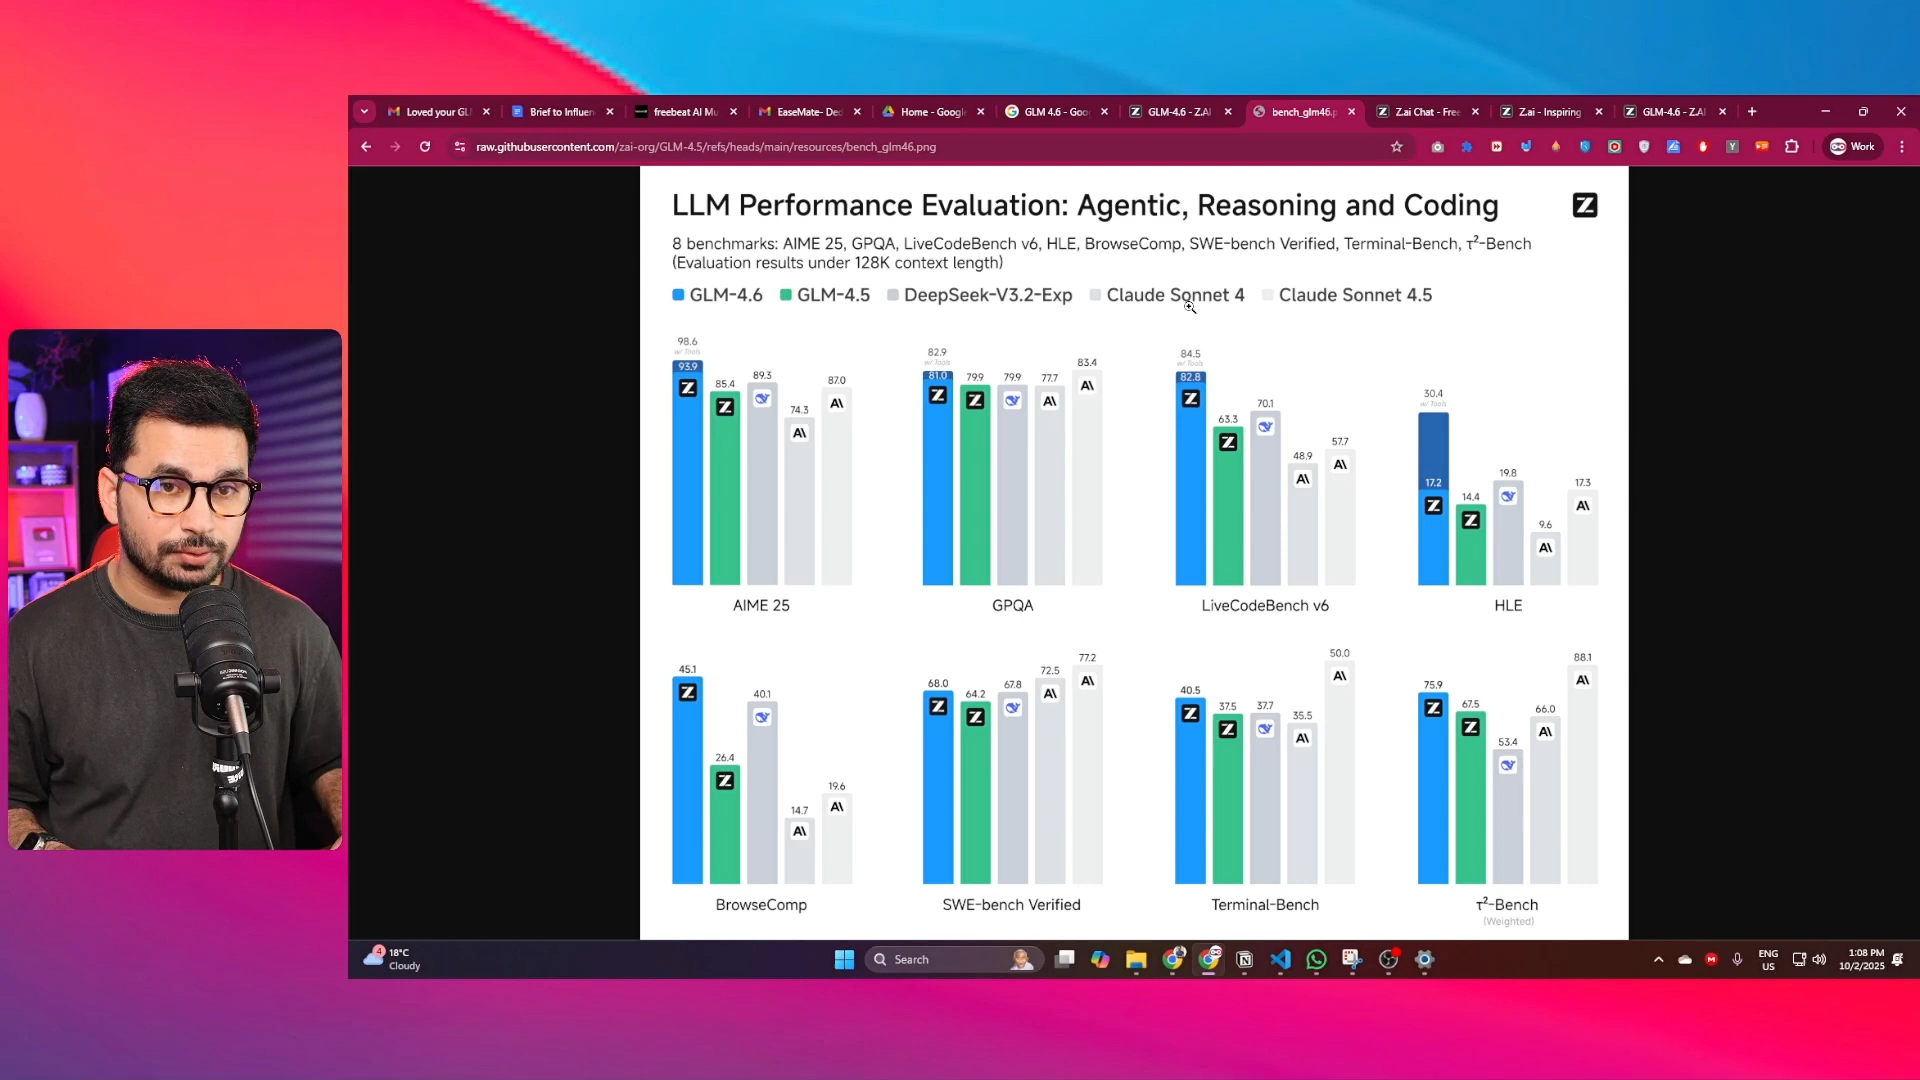 Loved your GL
Brief to Influen
freebeat AI Mu
EaseMate- Ded
Home - Google
GLM 4.6 - Goo
GLM-4.6 - Z.AI
bench_glm46.p
Z.ai Chat - Free
Z.ai - Inspiring
GLM-4.6 - Z.AI
raw.githubusercontent.com/zai-org/GLM-4.5/refs/heads/main/resources/bench_glm46.png
Work
LLM Performance Evaluation: Agentic, Reasoning and Coding
8 benchmarks: AIME 25, GPQA, LiveCodeBench v6, HLE, BrowseComp, SWE-bench Verified, Terminal-Bench, τ²-Bench
(Evaluation results under 128K context length)
GLM-4.6 GLM-4.5 DeepSeek-V3.2-Exp Claude Sonnet 4 Claude Sonnet 4.5
98.6
w/ Tools
93.9
85.4
89.3
74.3
87.0
AIME 25
82.9
w/ Tools
81.0
79.9
79.9
77.7
83.4
GPQA
84.5
w/ Tools
82.8
63.3
70.1
48.9
57.7
LiveCodeBench v6
30.4
w/ Tools
17.2
14.4
19.8
9.6
17.3
HLE
45.1
26.4
40.1
14.7
19.6
BrowseComp
68.0
64.2
67.8
72.5
77.2
SWE-bench Verified
40.5
37.5
37.7
35.5
50.0
Terminal-Bench
75.9
67.5
53.4
66.0
88.1
τ²-Bench
(Weighted)
4
18°C
Cloudy
Search
ENG
US
1:08 PM
10/2/2025